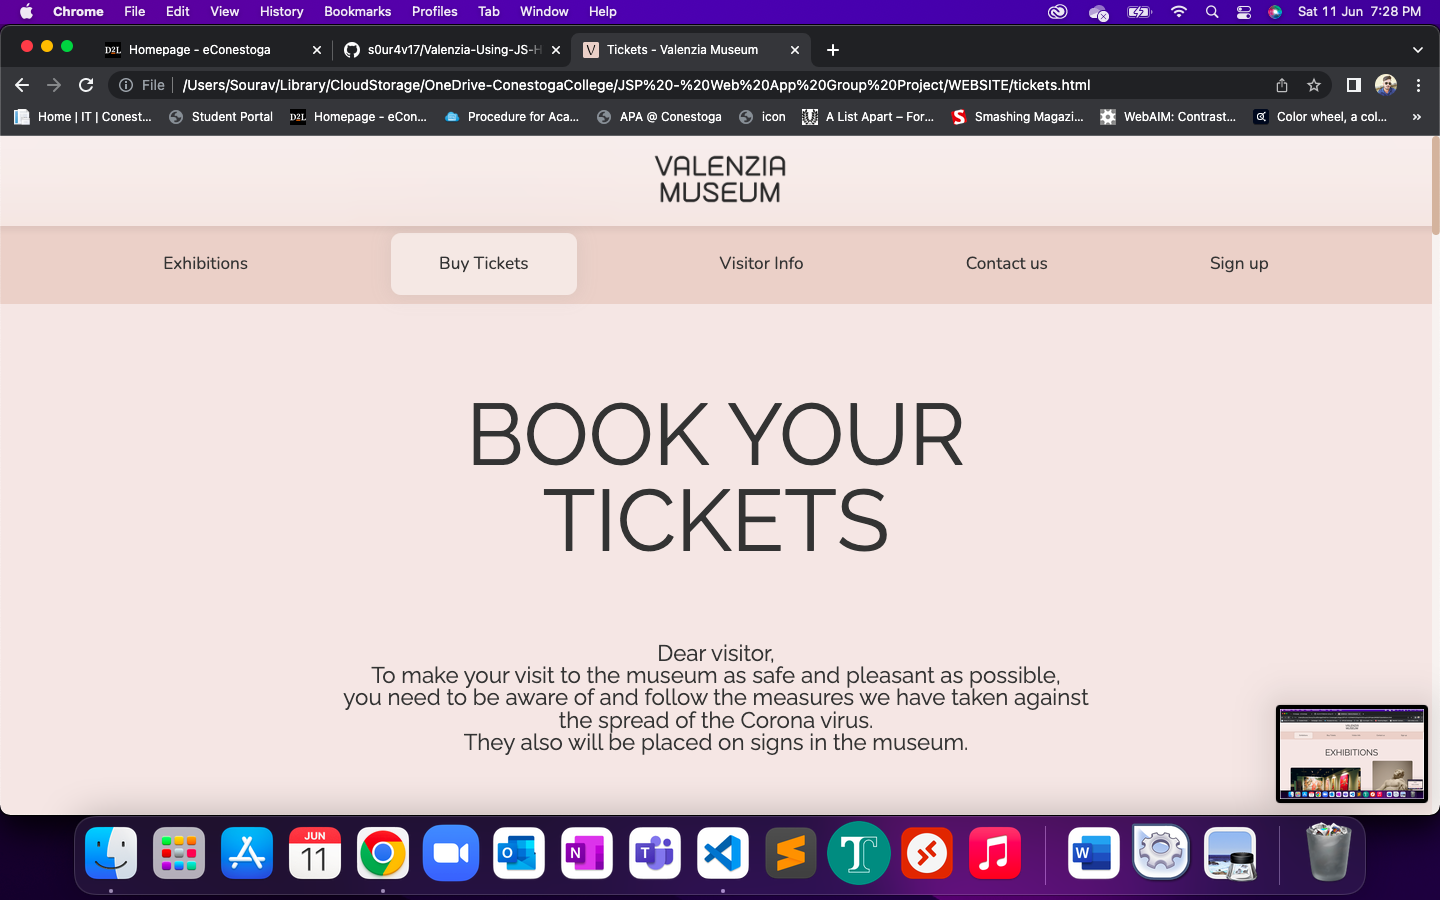 Chrome File Edit View History Bookmarks Profiles Tab Window Help Sat 11 Jun 7:28 PM
D2L Homepage - eConestoga s0ur4v17/Valenzia-Using-JS-H V Tickets - Valenzia Museum
File /Users/Sourav/Library/CloudStorage/OneDrive-ConestogaCollege/JSP%20-%20Web%20App%20Group%20Project/WEBSITE/tickets.html
Home | IT | Conest... Student Portal D2L Homepage - eCon... Procedure for Aca... APA @ Conestoga icon A List Apart – For... S Smashing Magazi... WebAIM: Contrast... Color wheel, a col... »
VALENZIA
MUSEUM
Exhibitions Buy Tickets Visitor Info Contact us Sign up
BOOK YOUR
TICKETS
Dear visitor,
To make your visit to the museum as safe and pleasant as possible,
you need to be aware of and follow the measures we have taken against
the spread of the Corona virus.
They also will be placed on signs in the museum.
EXHIBITIONS
JUN
11
O N T T W